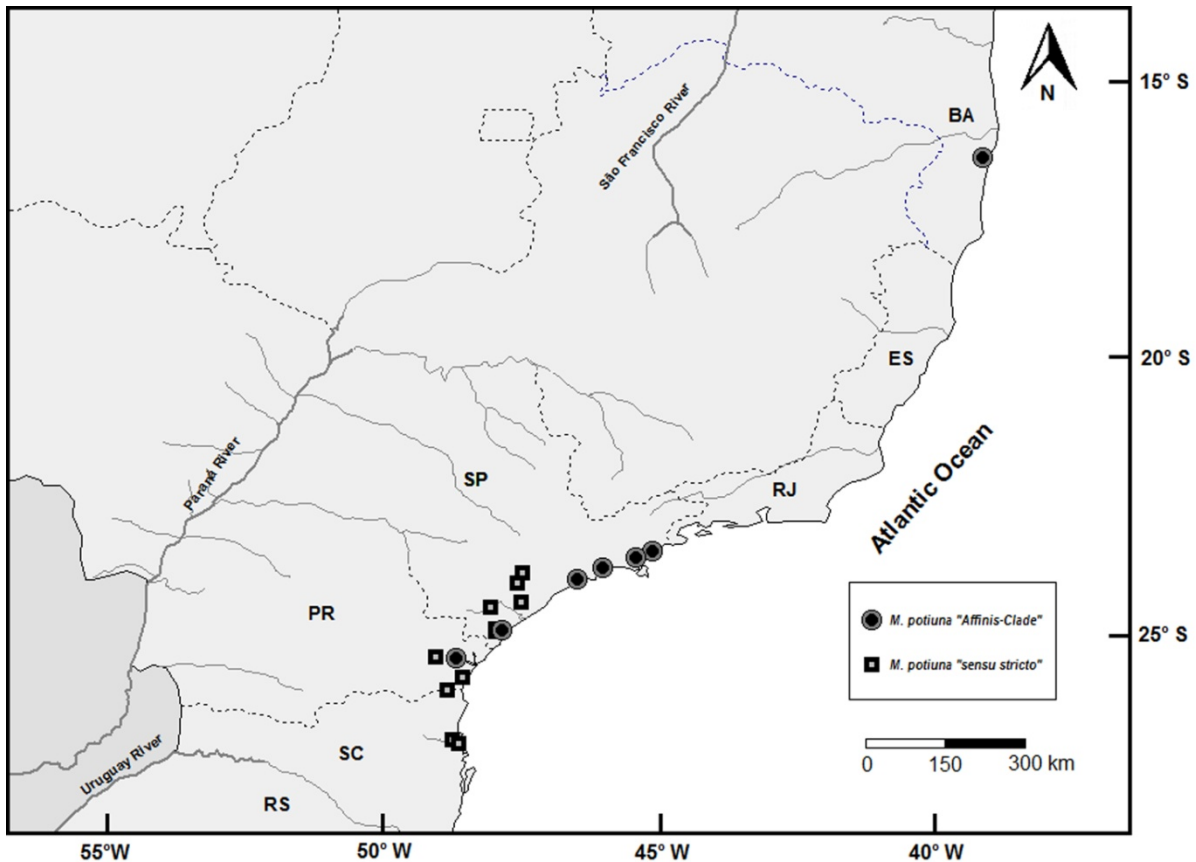 N
15° S
BA
São Francisco River
20° S
ES
Paraná River
SP
RJ
Atlantic Ocean
PR
M. potiuna "Affinis-Clade"
25° S
M. potiuna "sensu stricto"
Uruguay River
SC
0 150 300 km
RS
55°W 50°W 45°W 40°W